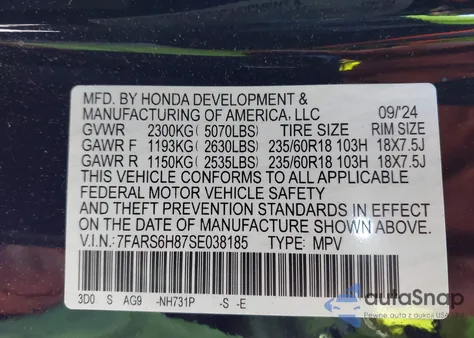 MFD. BY HONDA DEVELOPMENT &
MANUFACTURING OF AMERICA, LLC 09/'24
GVWR 2300KG (5070LBS) TIRE SIZE RIM SIZE
GAWR F 1193KG (2630LBS) 235/60R18 103H 18X7.5J
GAWR R 1150KG (2535LBS) 235/60R18 103H 18X7.5J
THIS VEHICLE CONFORMS TO ALL APPLICABLE
FEDERAL MOTOR VEHICLE SAFETY
AND THEFT PREVENTION STANDARDS IN EFFECT
ON THE DATE OF MANUFACTURE SHOWN ABOVE.
V.I.N.: 7FARS6H87SE038185 TYPE: MPV
3D0 S AG9 -NH731P -S -E
autoSnap
Pewne auto z USA i